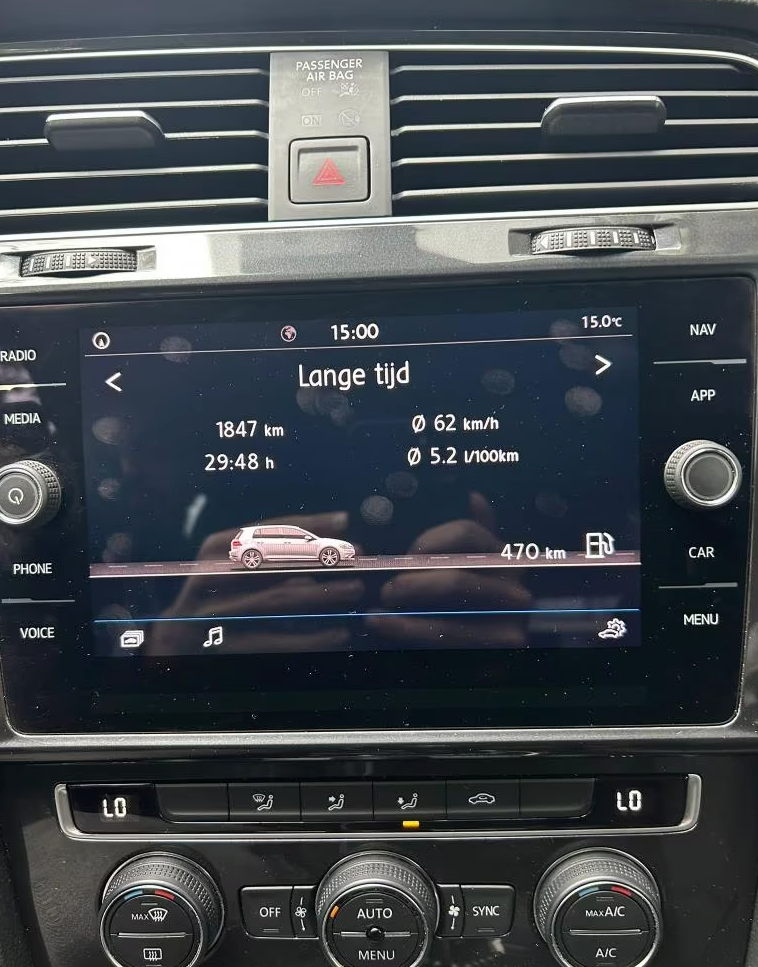 PASSENGER
AIR BAG
OFF
ON
RADIO
MEDIA
PHONE
VOICE
15:00
15.0°C
Lange tijd
1847 km
Ø 62 km/h
29:48 h
Ø 5.2 l/100km
470 km
NAV
APP
CAR
MENU
LO
LO
MAX
OFF
AUTO
MENU
SYNC
MAX A/C
A/C